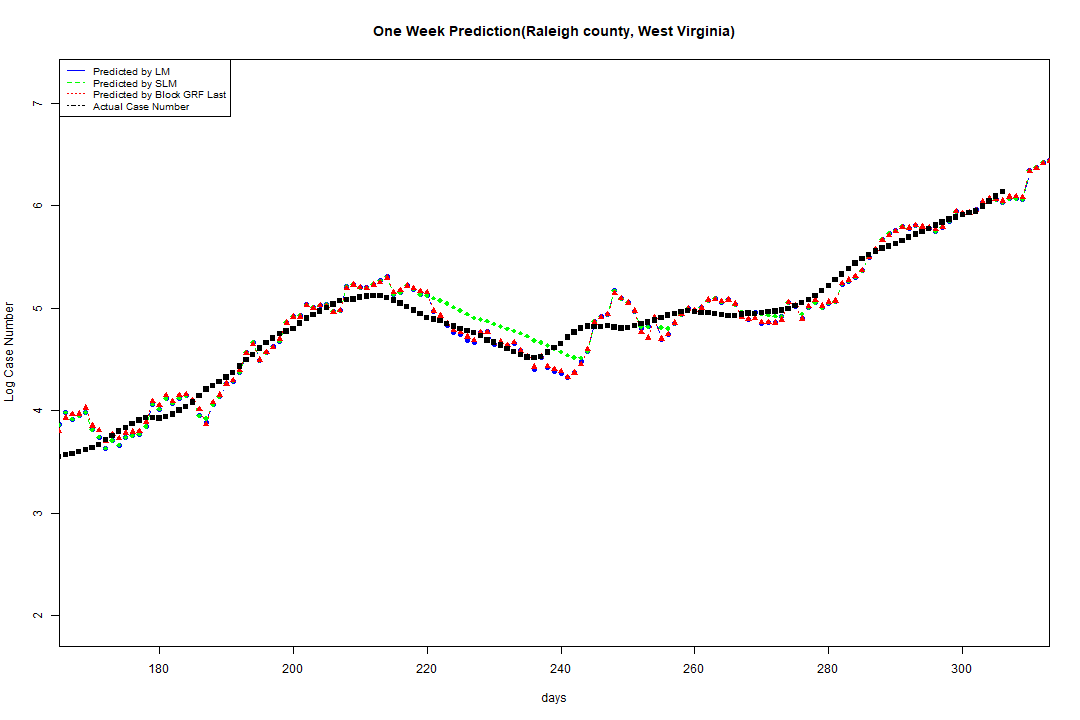 One Week Prediction(Raleigh county, West Virginia)
Predicted by LM
Predicted by SLM
Predicted by Block GRF Last
Actual Case Number
7
6
5
4
3
2
Log Case Number
180 200 220 240 260 280 300
days